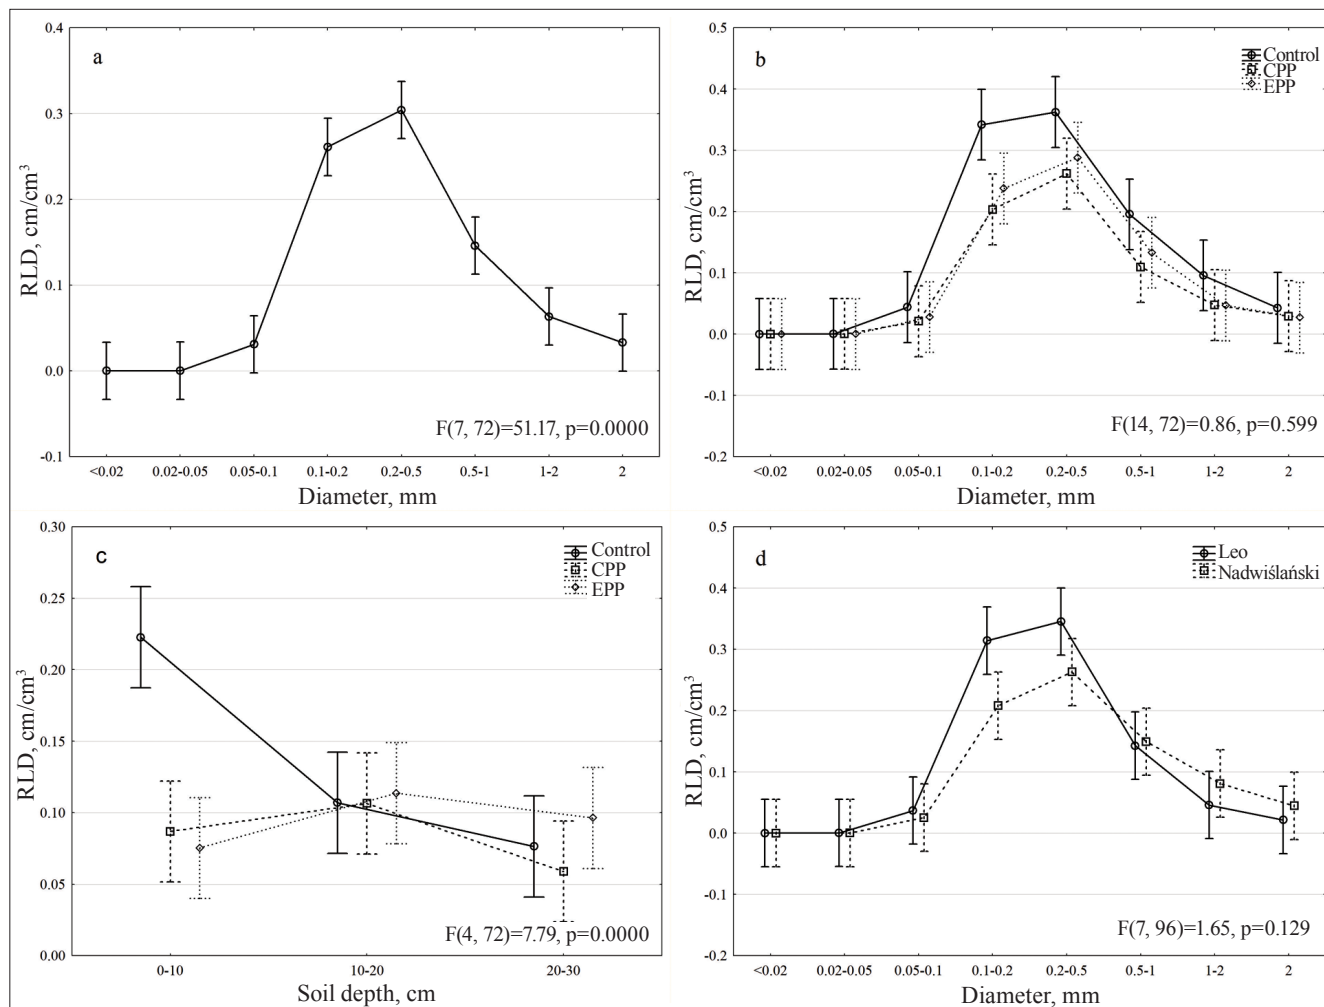 a
RLD, cm/cm³
0.4
0.3
0.2
0.1
0.0
-0.1
F(7, 72)=51.17, p=0.0000
<0.02 0.02-0.05 0.05-0.1 0.1-0.2 0.2-0.5 0.5-1 1-2 2
Diameter, mm
b
Control
CPP
EPP
RLD, cm/cm³
0.5
0.4
0.3
0.2
0.1
0.0
-0.1
-0.2
F(14, 72)=0.86, p=0.599
<0.02 0.02-0.05 0.05-0.1 0.1-0.2 0.2-0.5 0.5-1 1-2 2
Diameter, mm
c
Control
CPP
EPP
RLD, cm/cm³
0.30
0.25
0.20
0.15
0.10
0.05
0.00
F(4, 72)=7.79, p=0.0000
0-10 10-20 20-30
Soil depth, cm
d
Leo
Nadwiślański
RLD, cm/cm³
0.5
0.4
0.3
0.2
0.1
0.0
-0.1
-0.2
F(7, 96)=1.65, p=0.129
<0.02 0.02-0.05 0.05-0.1 0.1-0.2 0.2-0.5 0.5-1 1-2 2
Diameter, mm